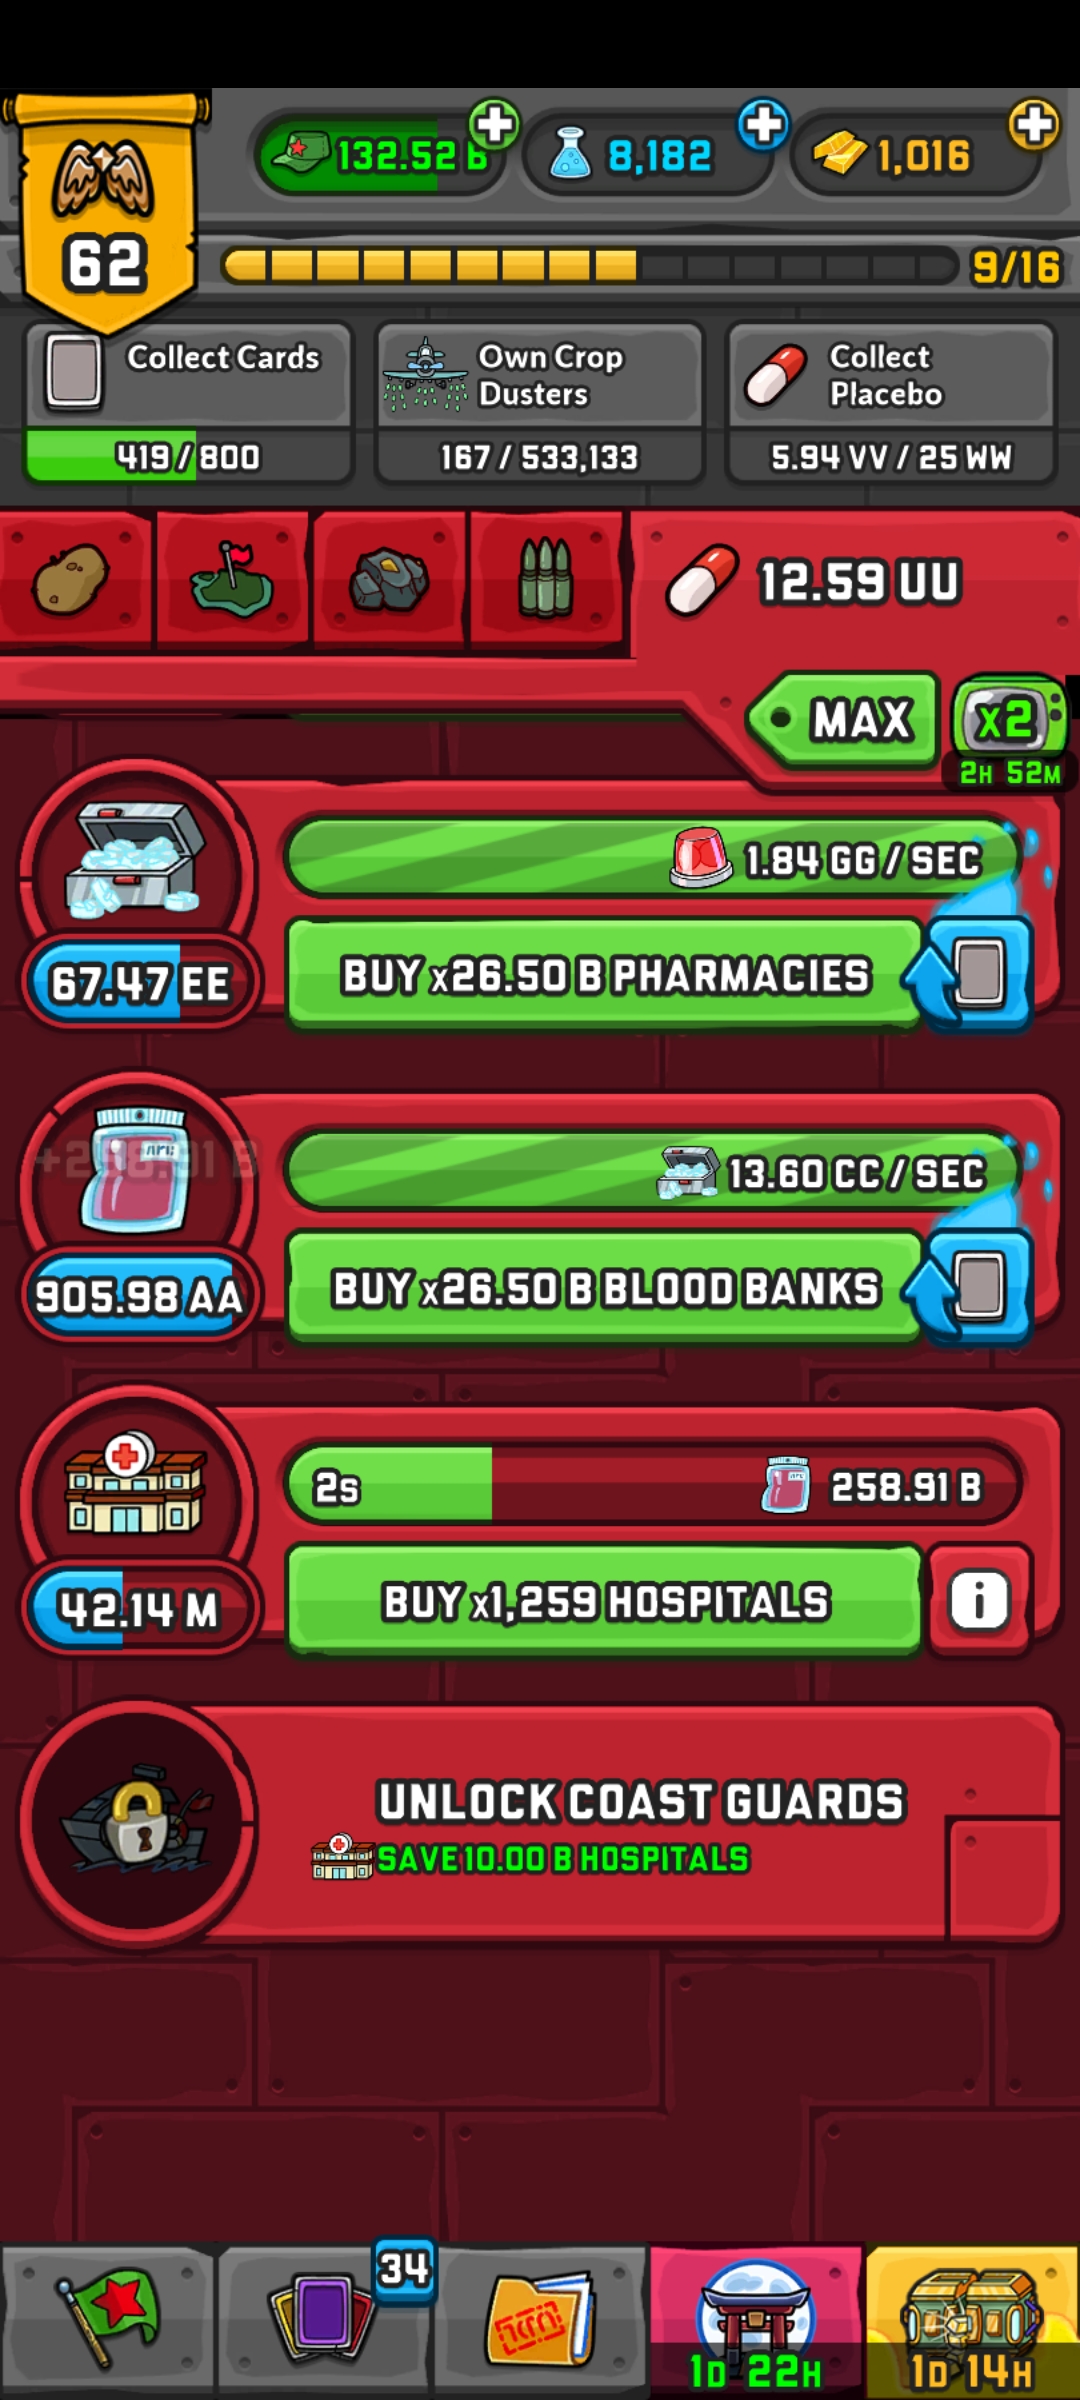 132.52 B
8,182
1,016
62
9/16
Collect Cards
419 / 800
Own Crop
Dusters
167 / 533,133
Collect
Placebo
5.94 VV / 25 WW
12.59 UU
MAX
x2
2H 52M
1.84 GG / SEC
67.47 EE
BUY x26.50 B PHARMACIES
13.60 CC / SEC
905.98 AA
BUY x26.50 B BLOOD BANKS
2s
258.91 B
42.14 M
BUY x1,259 HOSPITALS
i
UNLOCK COAST GUARDS
SAVE 10.00 B HOSPITALS
34
1D 22H
1D 14H